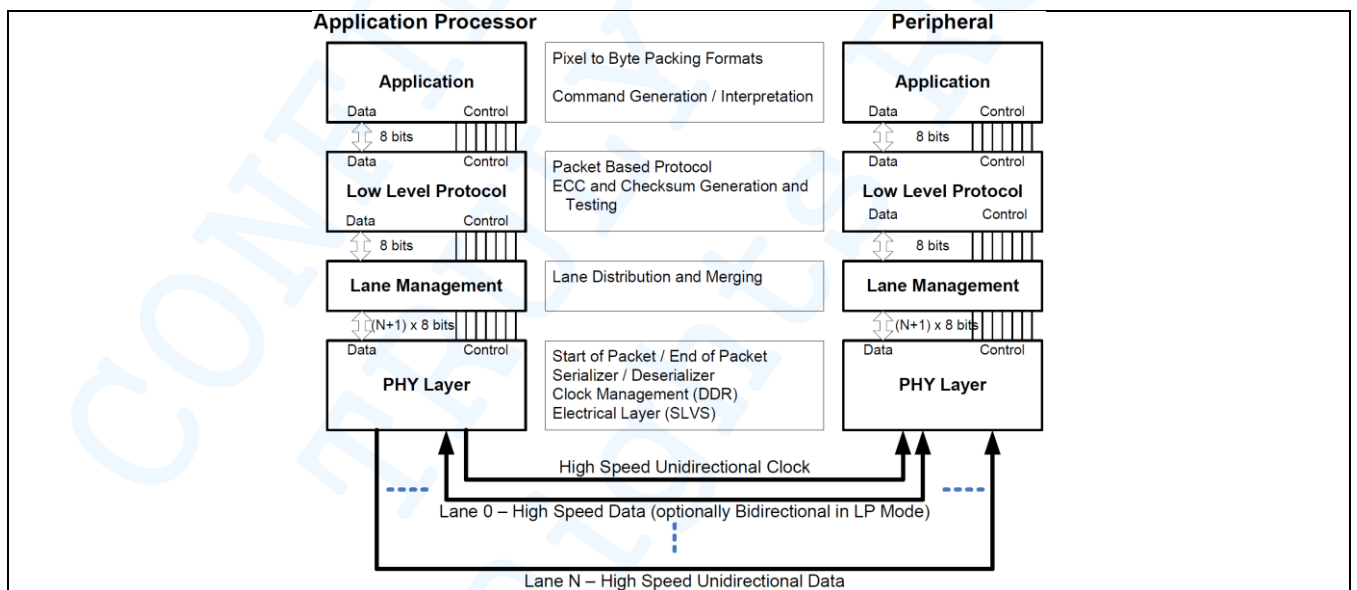 Application Processor
Peripheral
Application
Data Control
8 bits
Data Control
Low Level Protocol
Data Control
8 bits
Lane Management
(N+1) x 8 bits
Data Control
PHY Layer
Pixel to Byte Packing Formats
Command Generation / Interpretation
Packet Based Protocol
ECC and Checksum Generation and
Testing
Lane Distribution and Merging
Start of Packet / End of Packet
Serializer / Deserializer
Clock Management (DDR)
Electrical Layer (SLVS)
Application
Data Control
8 bits
Data Control
Low Level Protocol
Data Control
8 bits
Lane Management
(N+1) x 8 bits
Data Control
PHY Layer
High Speed Unidirectional Clock
Lane 0 – High Speed Data (optionally Bidirectional in LP Mode)
Lane N – High Speed Unidirectional Data